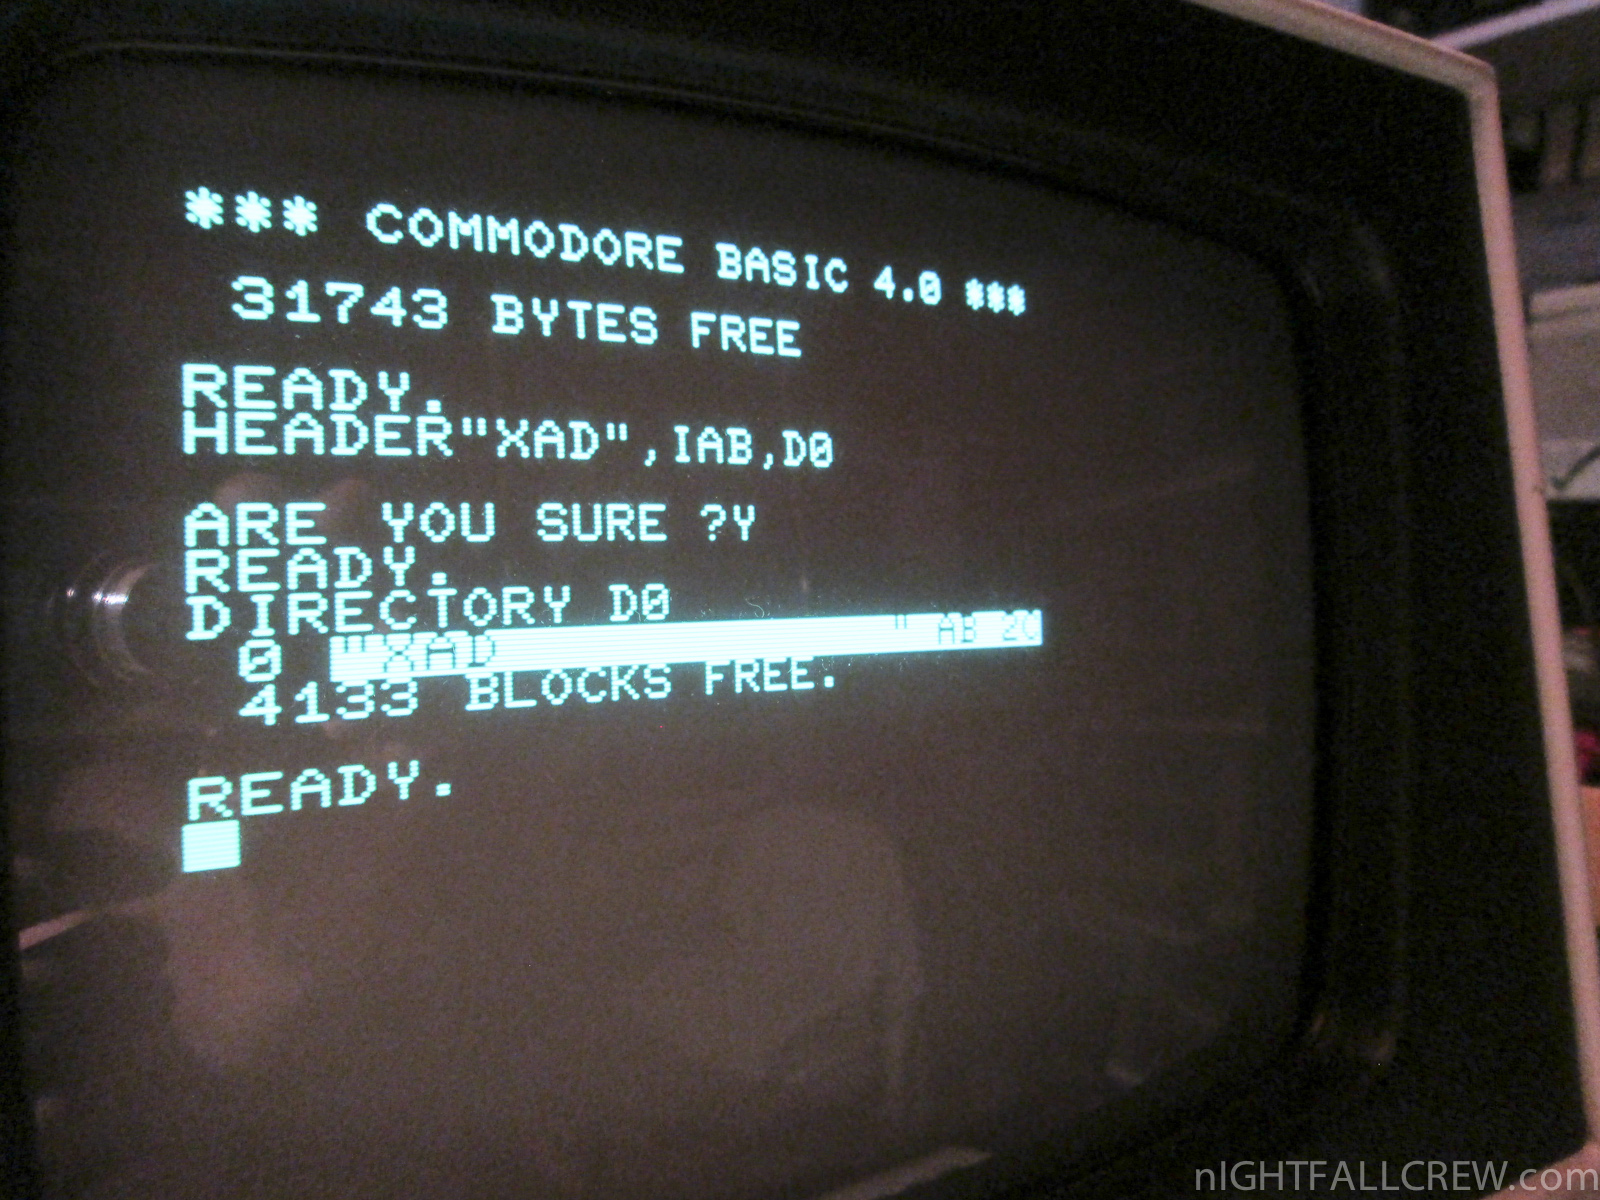 *** COMMODORE BASIC 4.0 ***
31743 BYTES FREE
READY.
HEADER"XAD",IAB,D0
ARE YOU SURE ?Y
READY.
DIRECTORY D0
0 "XAD " AB 2C
4133 BLOCKS FREE.
READY.
nIGHTFALLCREW.com